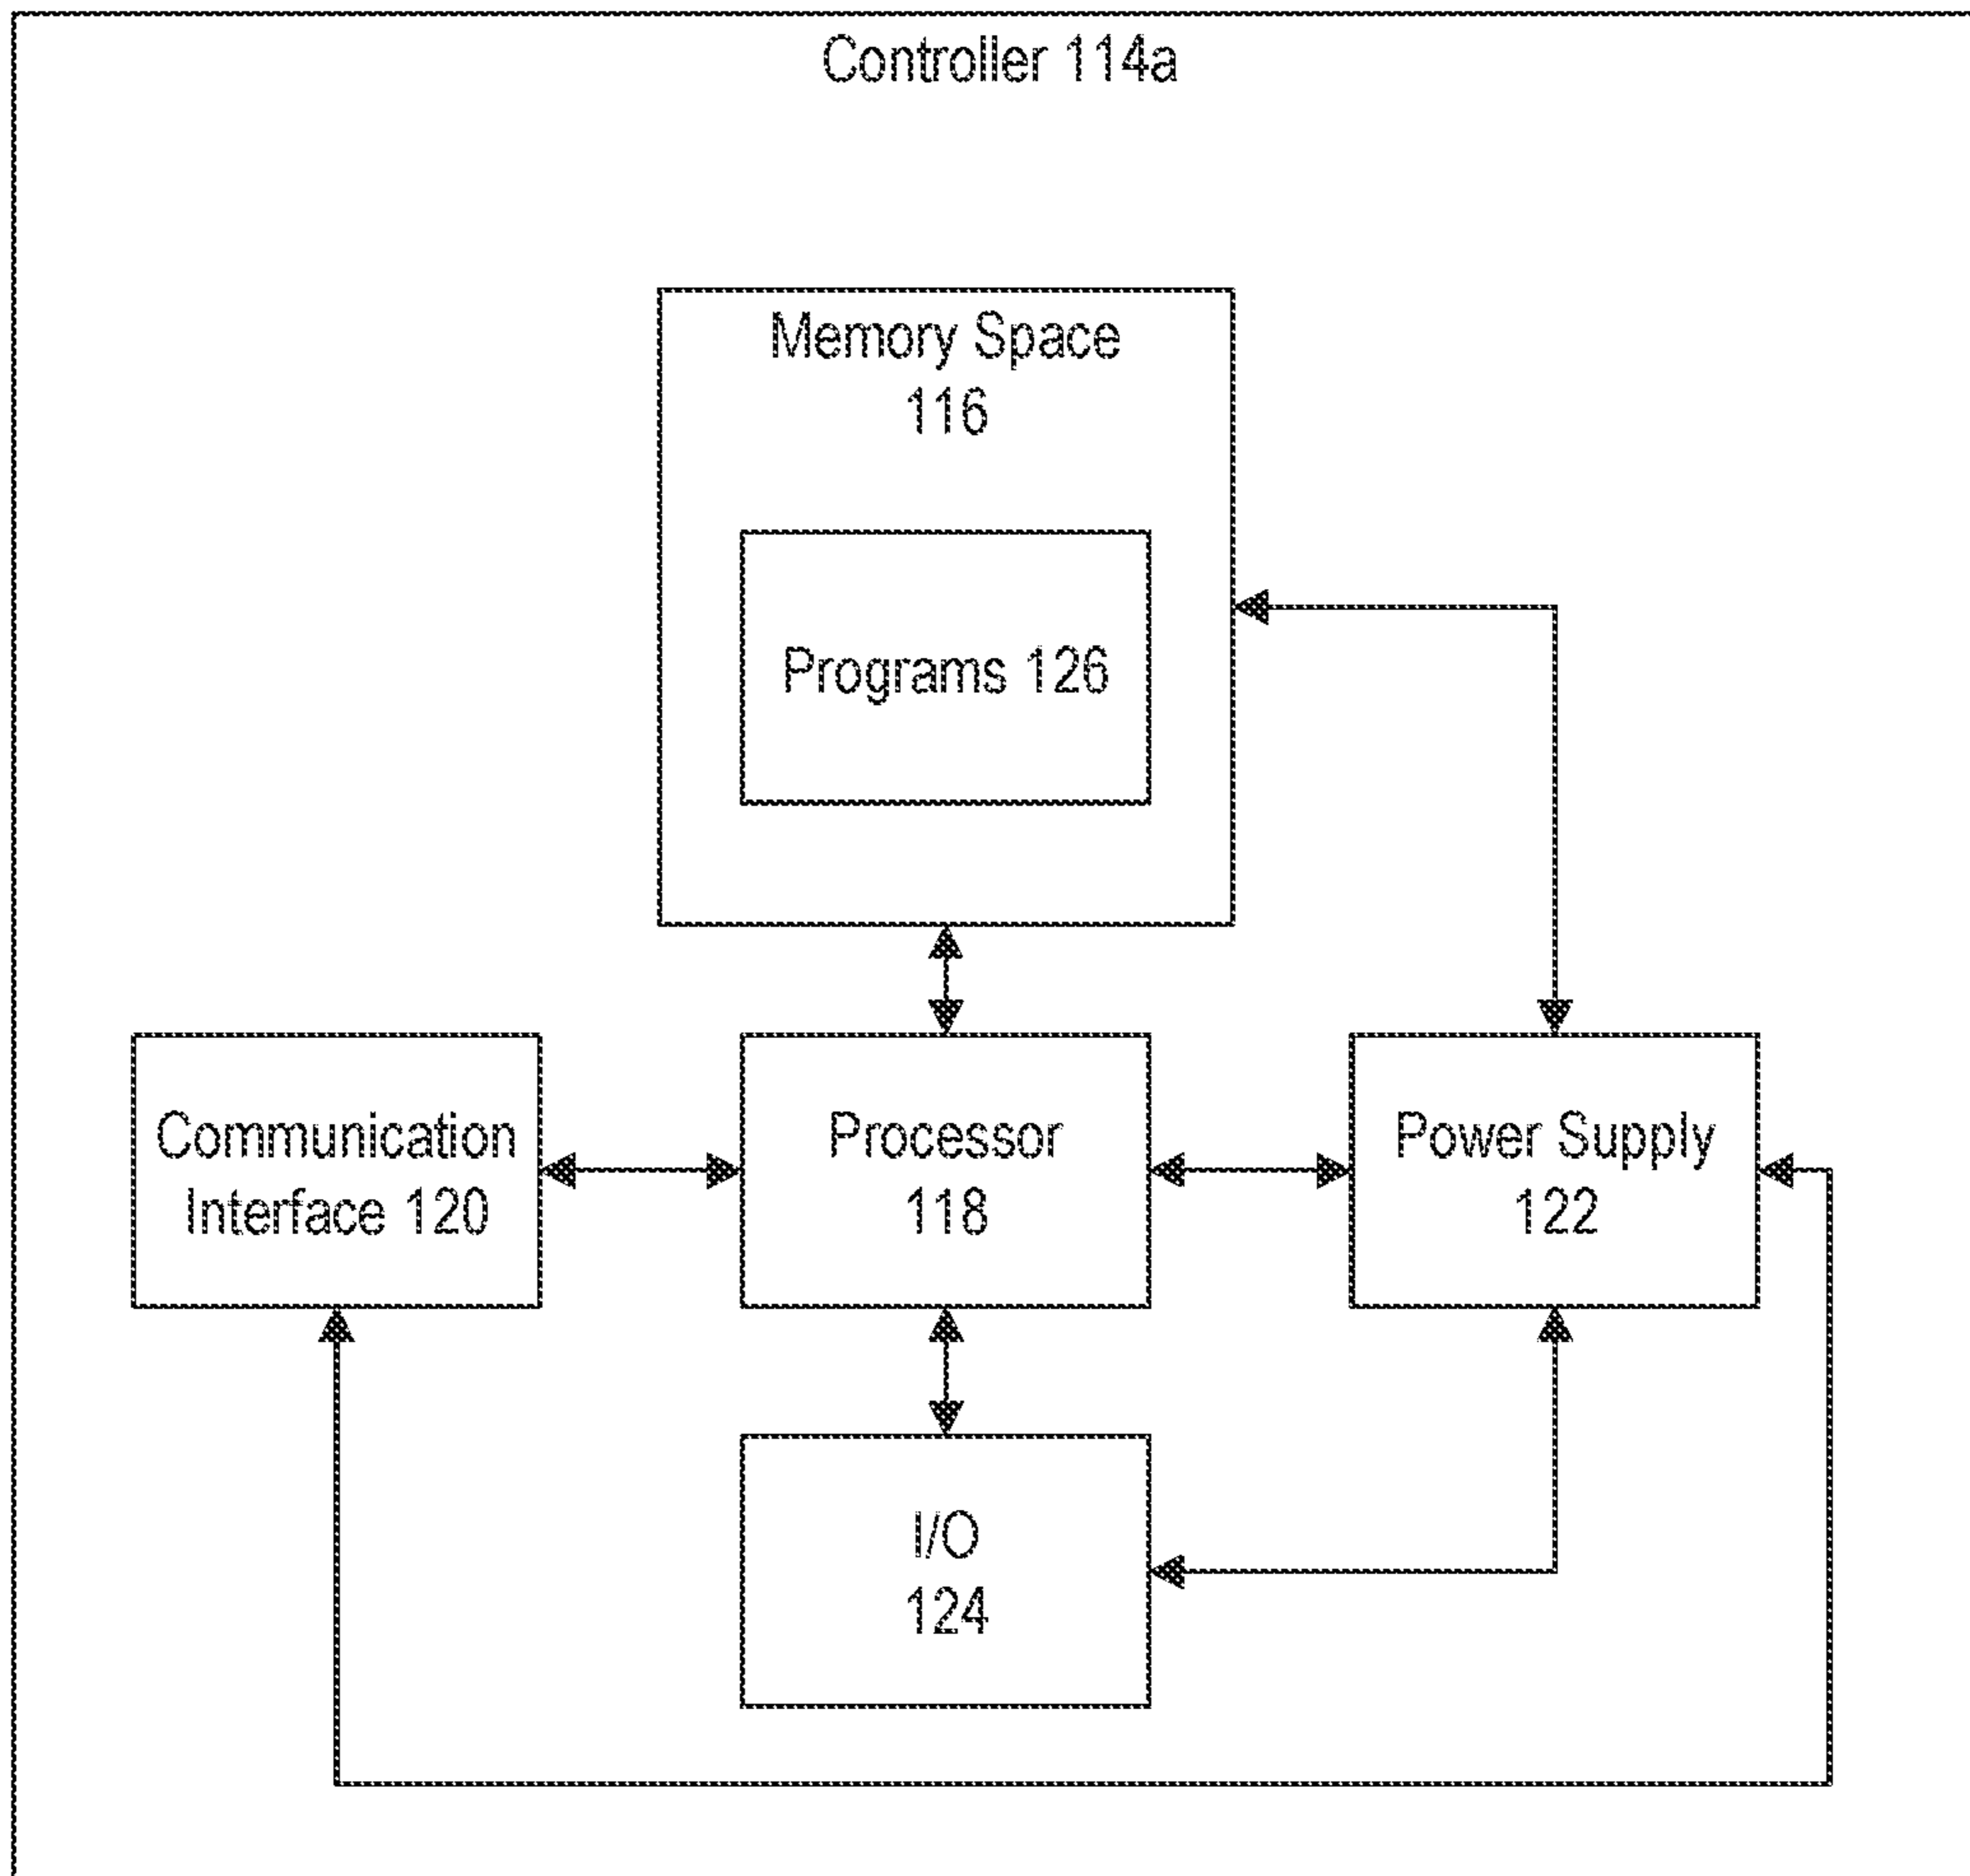 Controller 114a
Memory Space
116
Programs 126
Communication
Interface 120
Processor
118
Power Supply
122
I/O
124